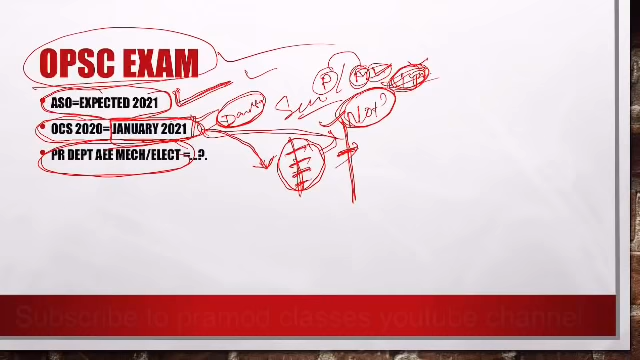 OPSC EXAM
• ASO=EXPECTED 2021
• OCS 2020= JANUARY 2021
• PR DEPT AEE MECH/ELECT =...?.
Subscribe to pramod classes youtube channel